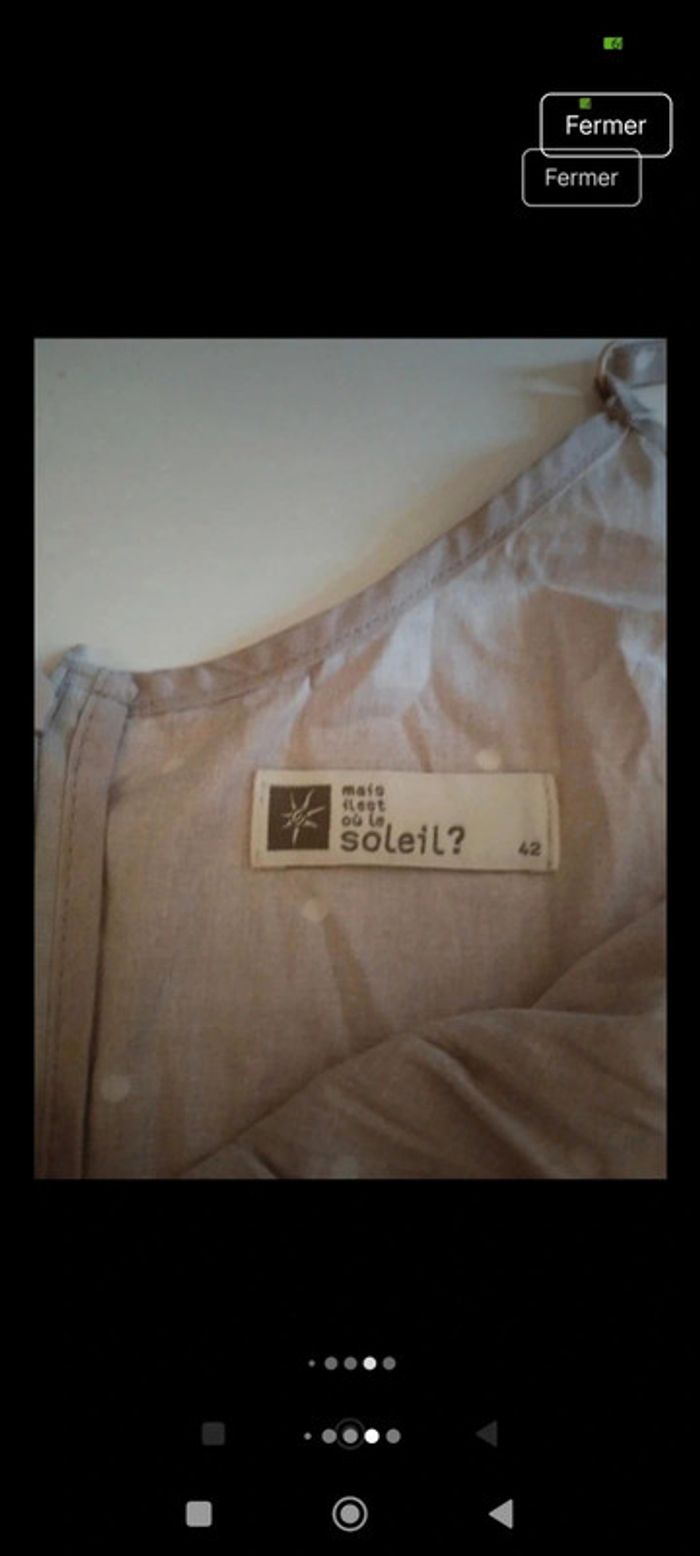 Fermer
Fermer
mais
il est
où le
soleil?
42